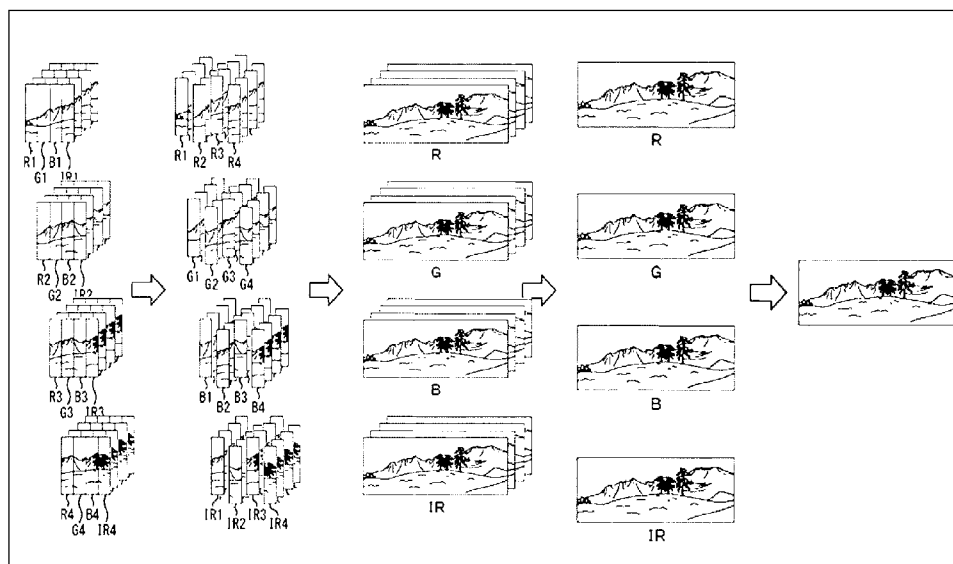 R1 G1 B1 IR1
R2 G2 B2 IR2
R3 G3 B3 IR3
R4 G4 B4 IR4
R1 R2 R3 R4
G1 G2 G3 G4
B1 B2 B3 B4
IR1 IR2 IR3 IR4
R
G
B
IR
R
G
B
IR